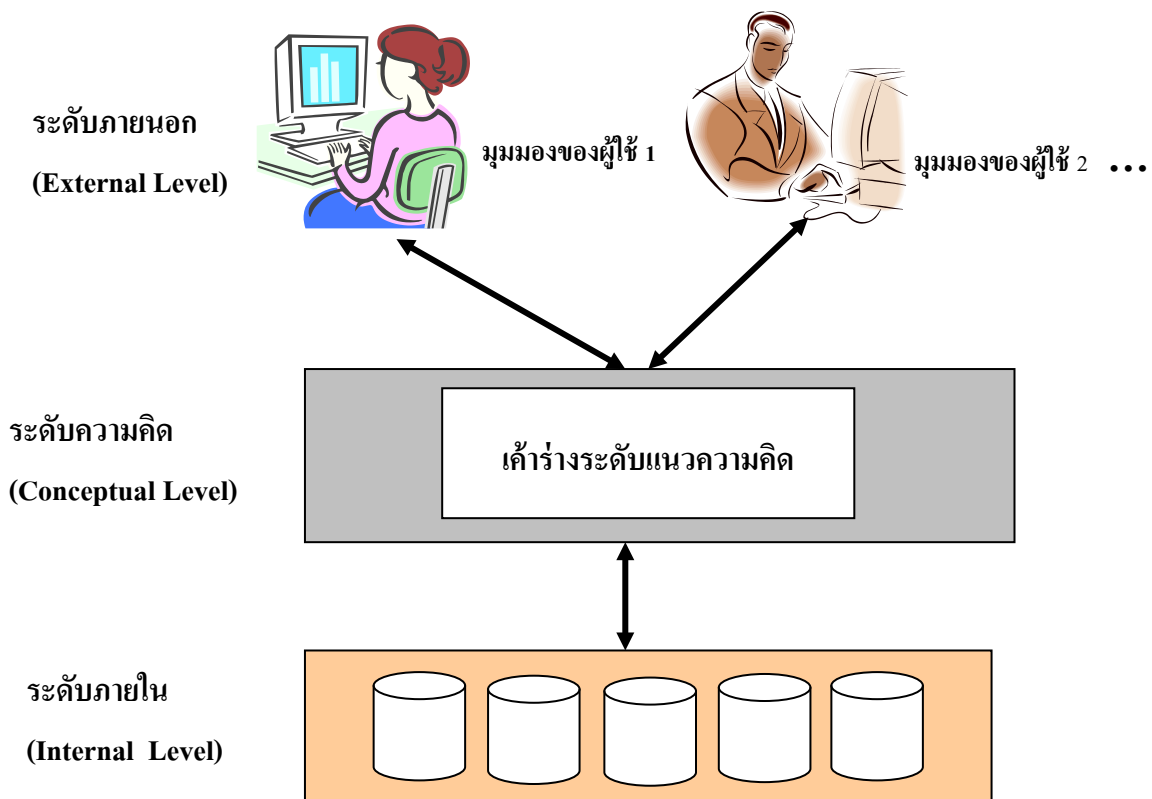 ระดับภายนอก
(External Level)
มุมมองของผู้ใช้ 1
มุมมองของผู้ใช้ 2 ...
ระดับความคิด
(Conceptual Level)
เค้าร่างระดับแนวความคิด
ระดับภายใน
(Internal Level)